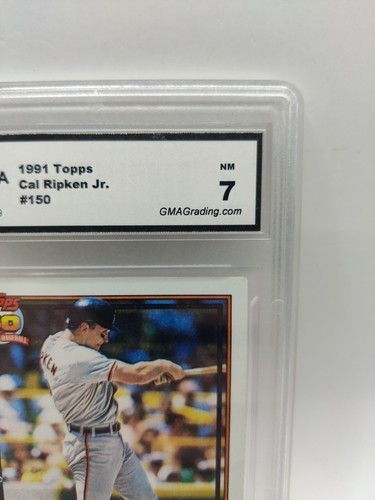 A
1991 Topps
Cal Ripken Jr.
#150
NM
7
GMAGrading.com